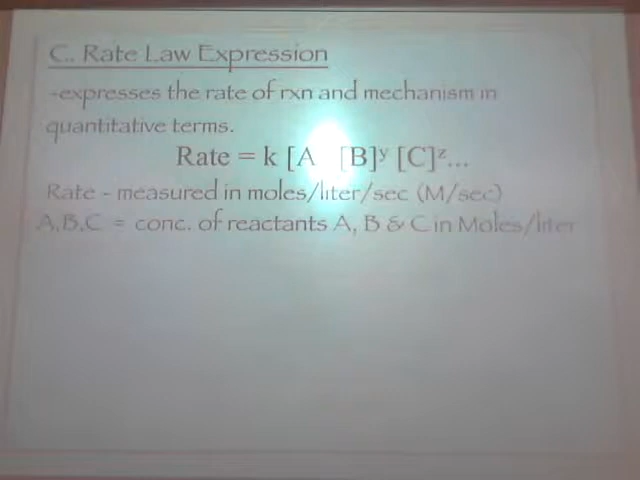 C. Rate Law Expression
-expresses the rate of rxn and mechanism in
quantitative terms.
Rate = k [A [B]ʸ [C]ᶻ...
Rate - measured in moles/liter/sec (M/sec)
A,B,C = conc. of reactants A, B & C in Moles/liter